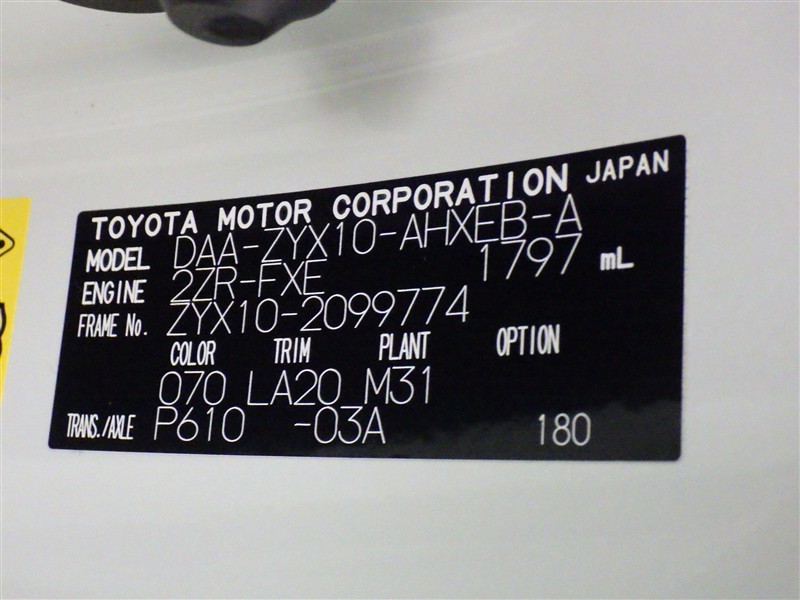 TOYOTA MOTOR CORPORATION JAPAN
MODEL DAA-ZYX10-AHXEB-A
ENGINE 2ZR-FXE 1797 mL
FRAME No. ZYX10-2099774
COLOR TRIM PLANT OPTION
070 LA20 M31
TRANS./AXLE P610 -03A 180